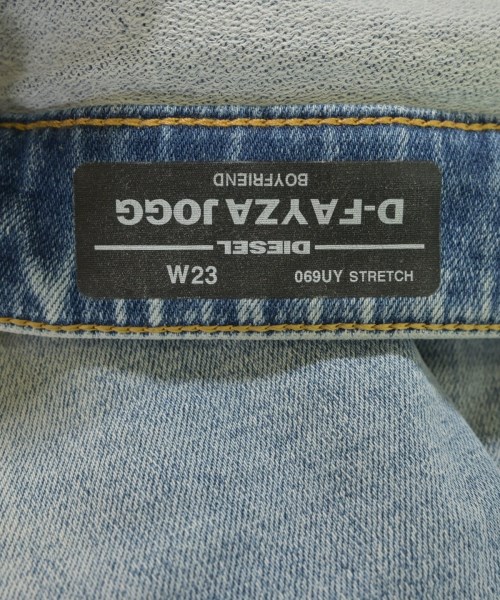 BOYFRIEND
D-FAYZA JOGG
DIESEL
W23 069UY STRETCH